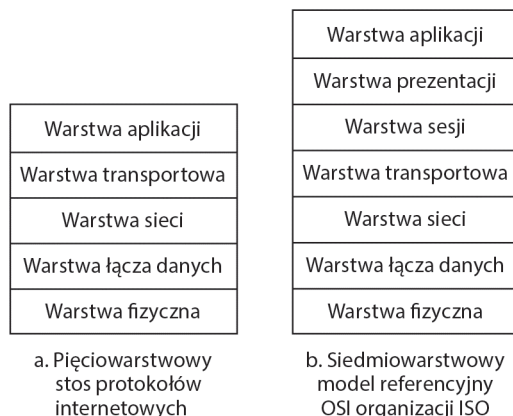 Warstwa aplikacji
Warstwa transportowa
Warstwa sieci
Warstwa łącza danych
Warstwa fizyczna
a. Pięciowarstwowy
stos protokołów
internetowych
Warstwa aplikacji
Warstwa prezentacji
Warstwa sesji
Warstwa transportowa
Warstwa sieci
Warstwa łącza danych
Warstwa fizyczna
b. Siedmiowarstwowy
model referencyjny
OSI organizacji ISO